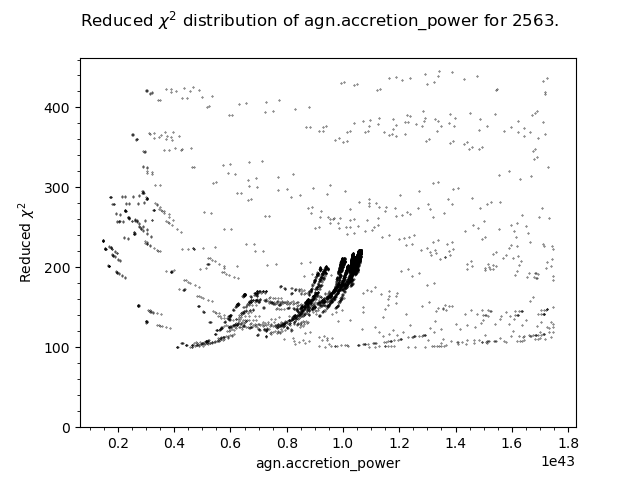 Reduced χ² distribution of agn.accretion_power for 2563.
Reduced χ²
400
300
200
100
0
0.2 0.4 0.6 0.8 1.0 1.2 1.4 1.6 1.8
1e43
agn.accretion_power